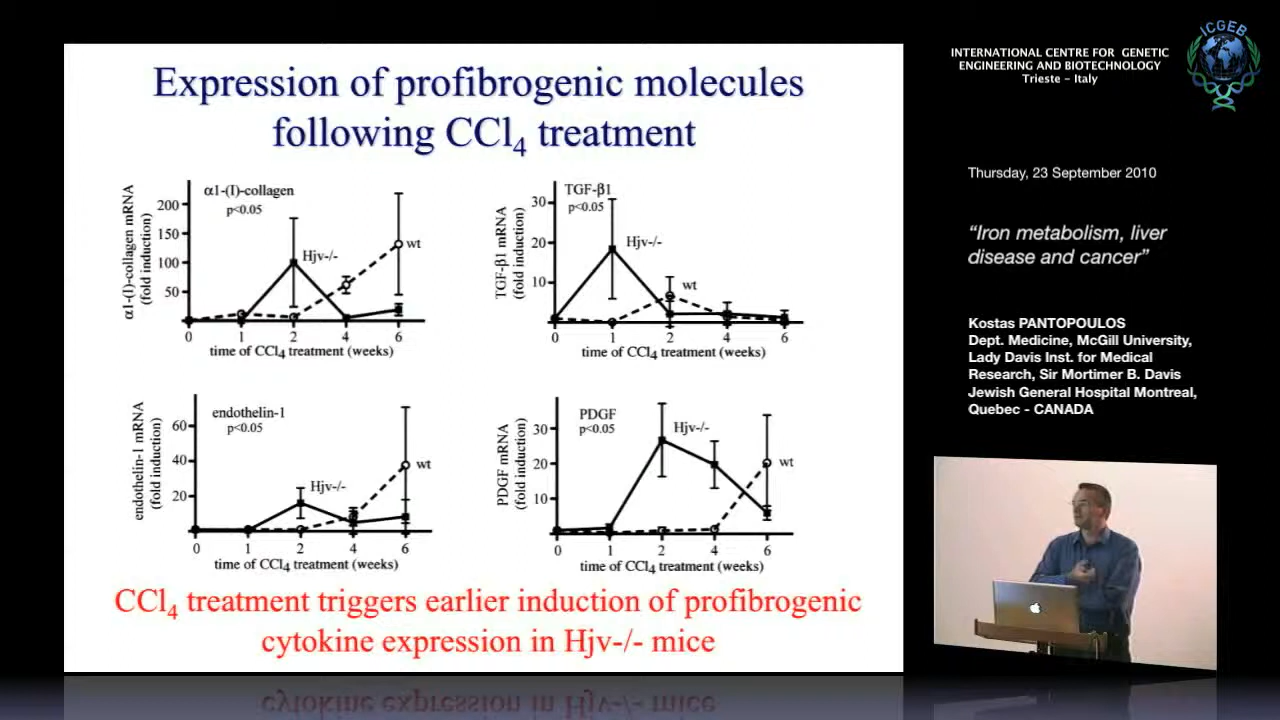 Expression of profibrogenic molecules
following CCl4 treatment
α1-(I)-collagen
p<0.05
α1-(I)-collagen mRNA
(fold induction)
200
150
100
50
Hjv-/-
wt
0 1 2 4 6
time of CCl4 treatment (weeks)
TGF-β1
p<0.05
TGF-β1 mRNA
(fold induction)
30
20
10
Hjv-/-
wt
0 1 2 4 6
time of CCl4 treatment (weeks)
endothelin-1
p<0.05
endothelin-1 mRNA
(fold induction)
60
40
20
Hjv-/-
wt
0 1 2 4 6
time of CCl4 treatment (weeks)
PDGF
p<0.05
PDGF mRNA
(fold induction)
30
20
10
Hjv-/-
wt
0 1 2 4 6
time of CCl4 treatment (weeks)
CCl4 treatment triggers earlier induction of profibrogenic
cytokine expression in Hjv-/- mice
INTERNATIONAL CENTRE FOR GENETIC
ENGINEERING AND BIOTECHNOLOGY
Trieste - Italy
ICGEB
Thursday, 23 September 2010
“Iron metabolism, liver
disease and cancer”
Kostas PANTOPOULOS
Dept. Medicine, McGill University,
Lady Davis Inst. for Medical
Research, Sir Mortimer B. Davis
Jewish General Hospital Montreal,
Quebec - CANADA